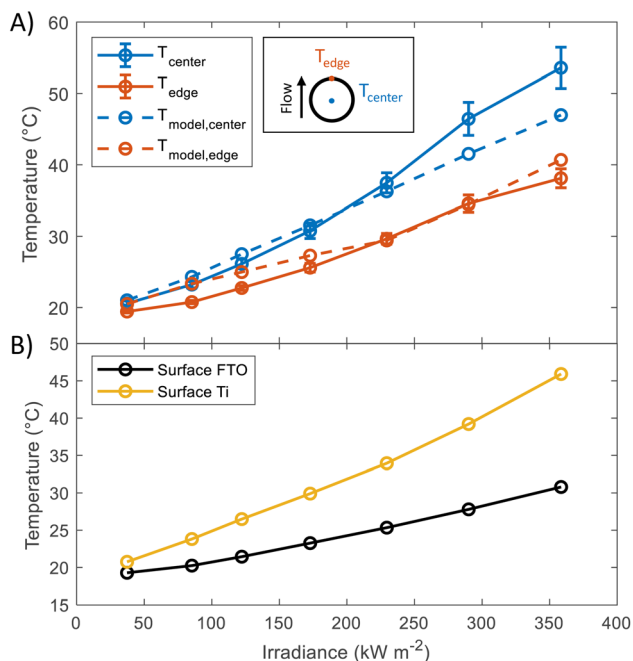 A)
60
50
40
30
20
Temperature (°C)
T_center
T_edge
T_model,center
T_model,edge
T_edge
T_center
Flow
B)
50
45
40
35
30
25
20
15
Temperature (°C)
Surface FTO
Surface Ti
0 50 100 150 200 250 300 350 400
Irradiance (kW m⁻²)